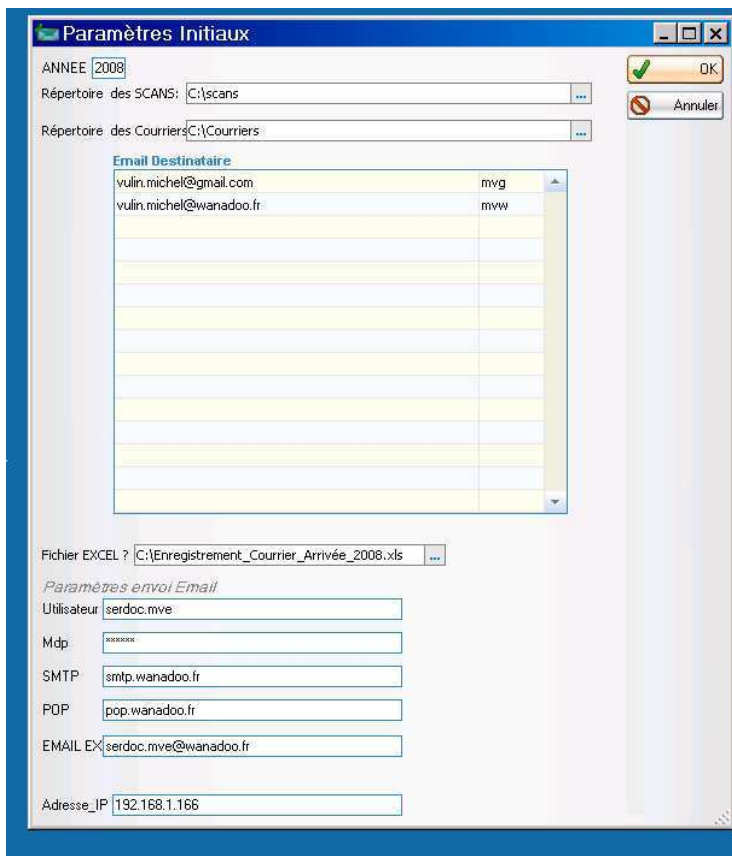 Paramètres Initiaux
ANNEE 2008
OK
Répertoire des SCANS: C:\scans ...
Annuler
Répertoire des Courriers C:\Courriers ...
Email Destinataire
vulin.michel@gmail.com mvg
vulin.michel@wanadoo.fr mvw
Fichier EXCEL ? C:\Enregistrement_Courrier_Arrivée_2008.xls ...
Paramètres envoi Email
Utilisateur serdoc.mve
Mdp ******
SMTP smtp.wanadoo.fr
POP pop.wanadoo.fr
EMAIL EX serdoc.mve@wanadoo.fr
Adresse_IP 192.168.1.166